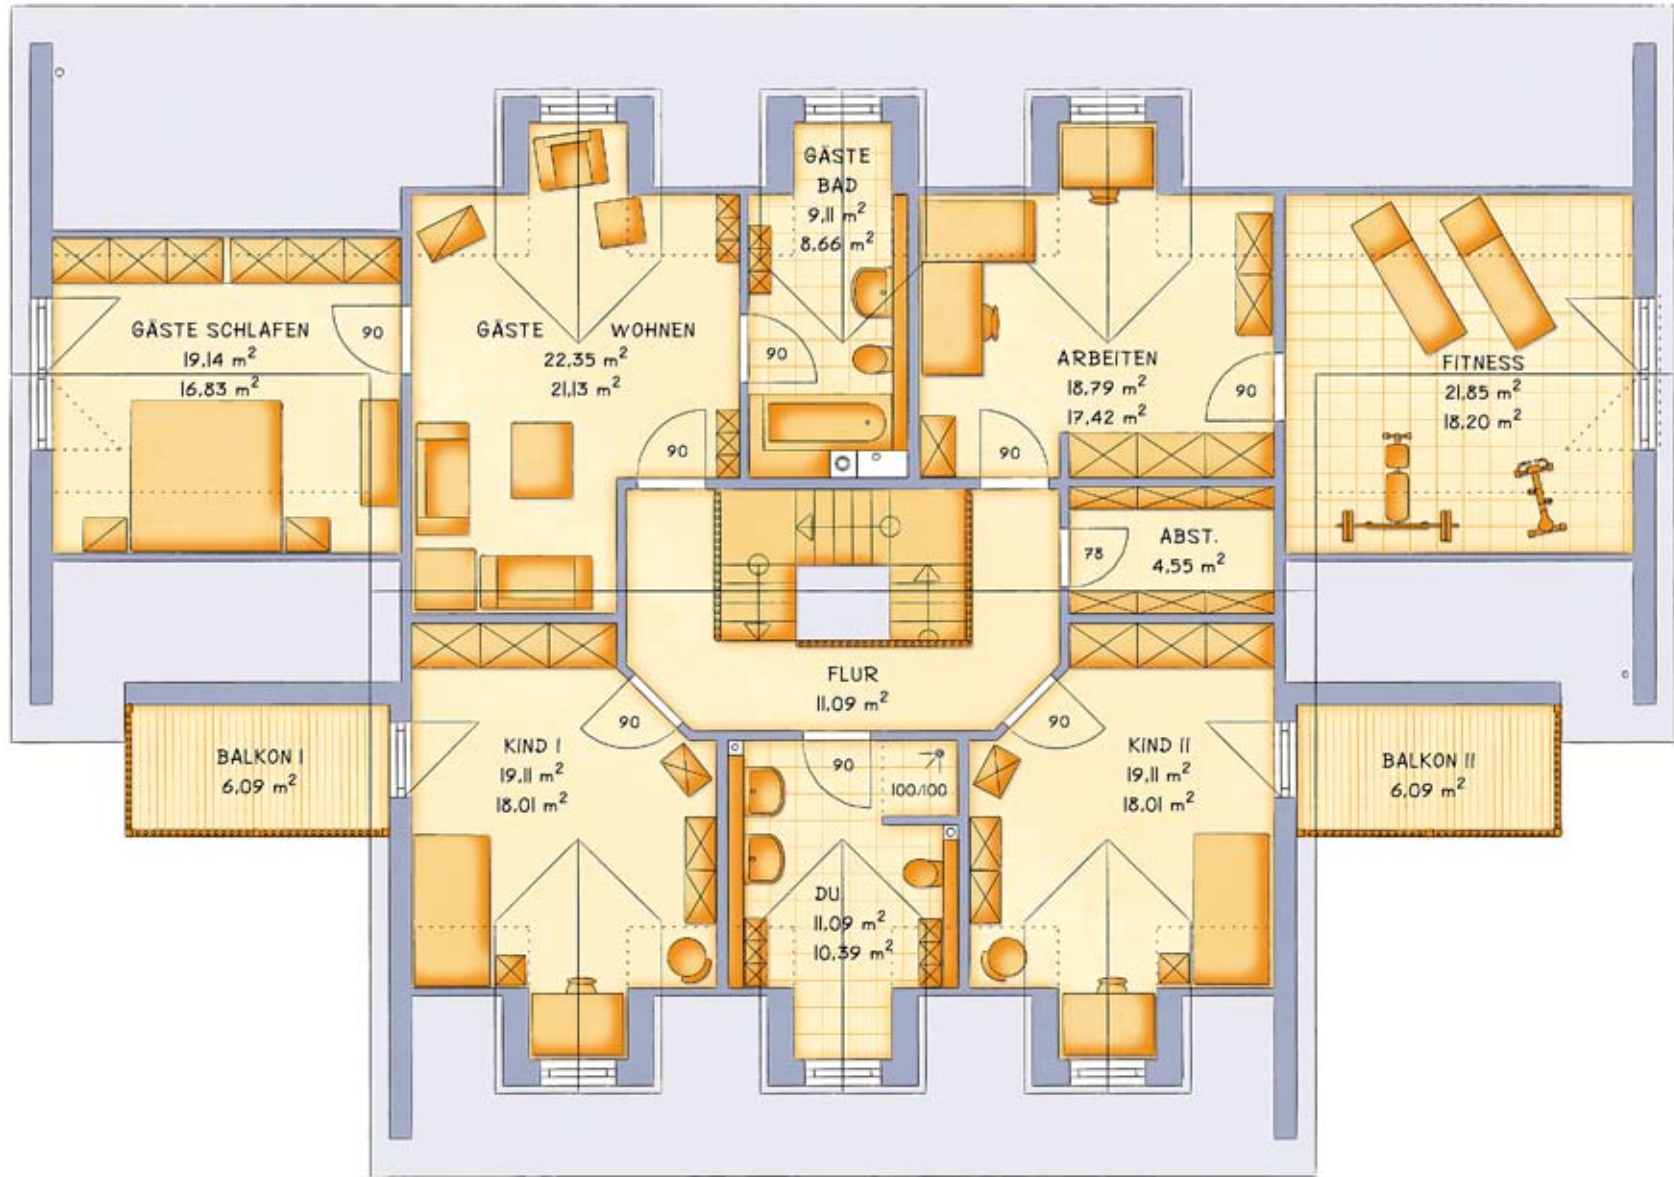 GÄSTE
BAD
9,11 m²
8,66 m²
GÄSTE SCHLAFEN
19,14 m²
16,83 m²
90
GÄSTE WOHNEN
22,35 m²
21,13 m²
90
90
ARBEITEN
18,79 m²
17,42 m²
90
90
FITNESS
21,85 m²
18,20 m²
78
ABST.
4,55 m²
FLUR
11,09 m²
BALKON I
6,09 m²
KIND I
19,11 m²
18,01 m²
90
90
100/100
DU
11,09 m²
10,39 m²
90
KIND II
19,11 m²
18,01 m²
BALKON II
6,09 m²